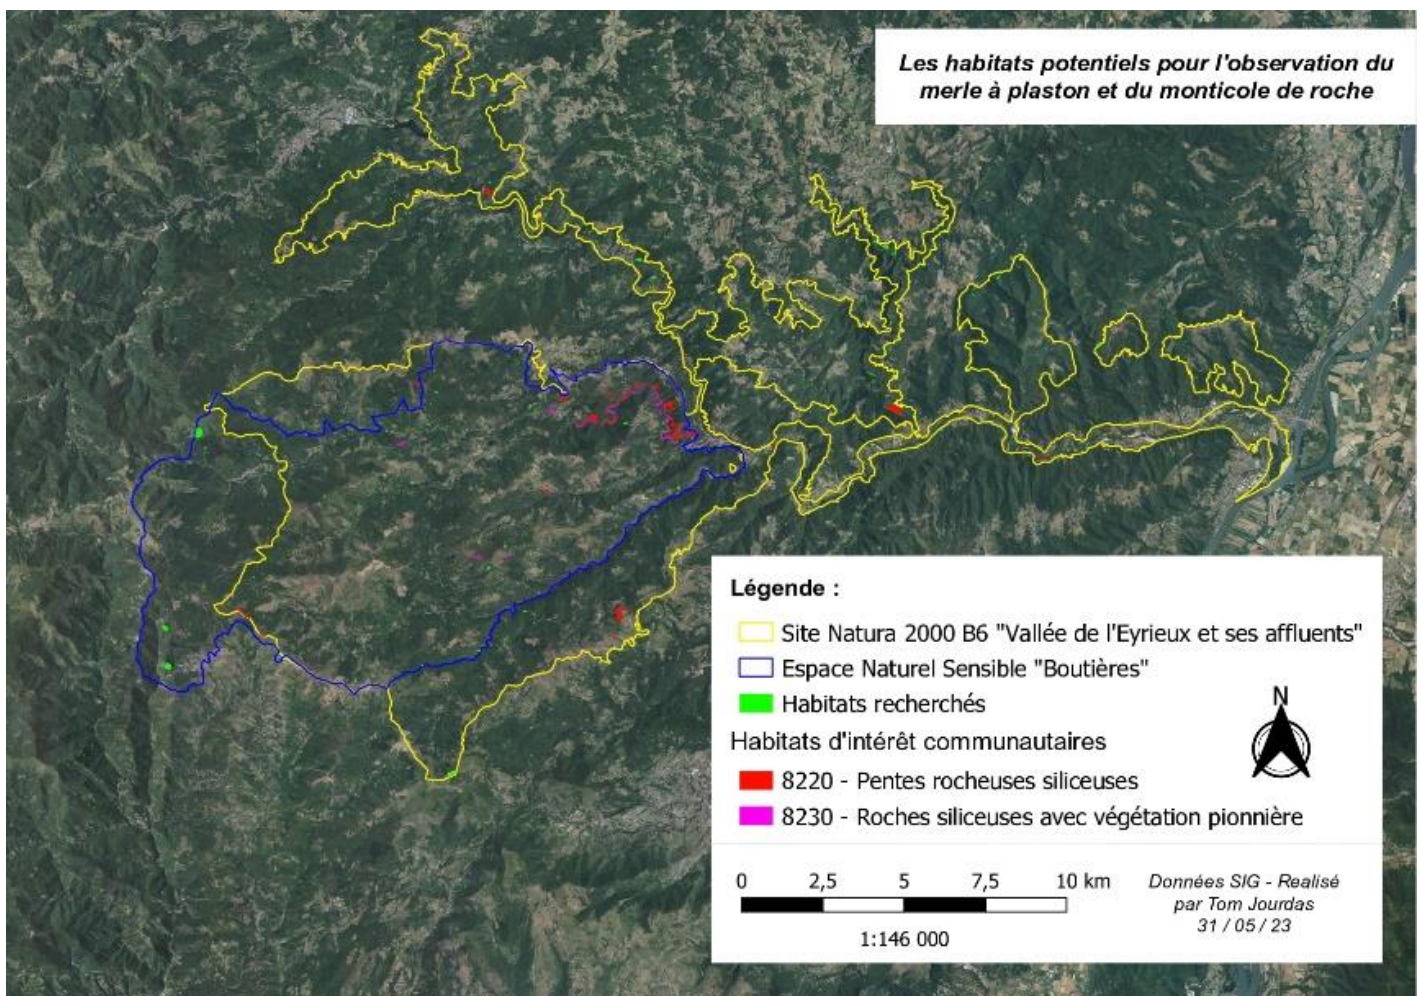 Les habitats potentiels pour l'observation du
merle à plaston et du monticole de roche
Légende :
Site Natura 2000 B6 "Vallée de l'Eyrieux et ses affluents"
Espace Naturel Sensible "Boutières"
Habitats recherchés
N
Habitats d'intérêt communautaires
8220 - Pentes rocheuses siliceuses
8230 - Roches siliceuses avec végétation pionnière
0 2,5 5 7,5 10 km
1:146 000
Données SIG - Realisé
par Tom Jourdas
31 / 05 / 23